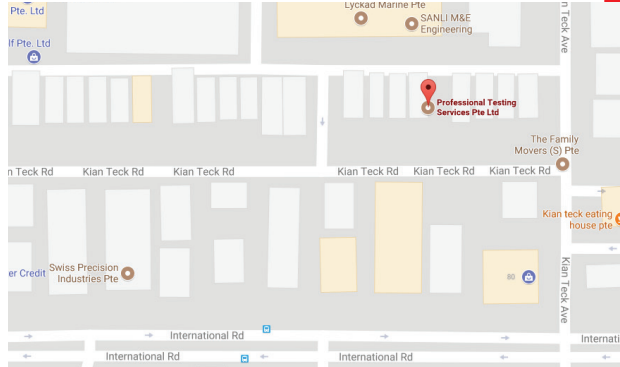 Pte. Ltd
Lyckad Marine Pte
SANLI M&E
Engineering
lf Pte. Ltd
Kian Teck Ave
Professional Testing
Services Pte Ltd
The Family
Movers (S) Pte
n Teck Rd
Kian Teck Rd
Kian Teck Rd
Kian Teck Rd
Kian Teck Rd
Kian Teck Rd
Kian teck eating
house pte
er Credit
Swiss Precision
Industries Pte
80
Kian Teck Ave
International Rd
Internati
International Rd
International Rd